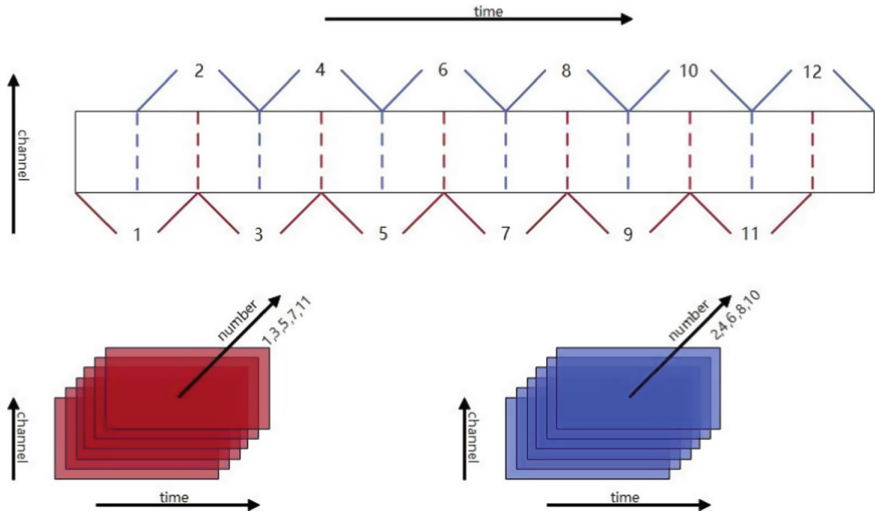 time
2 4 6 8 10 12
channel
1 3 5 7 9 11
number
1,3,5,7,11
number
2,4,6,8,10
channel
channel
time
time